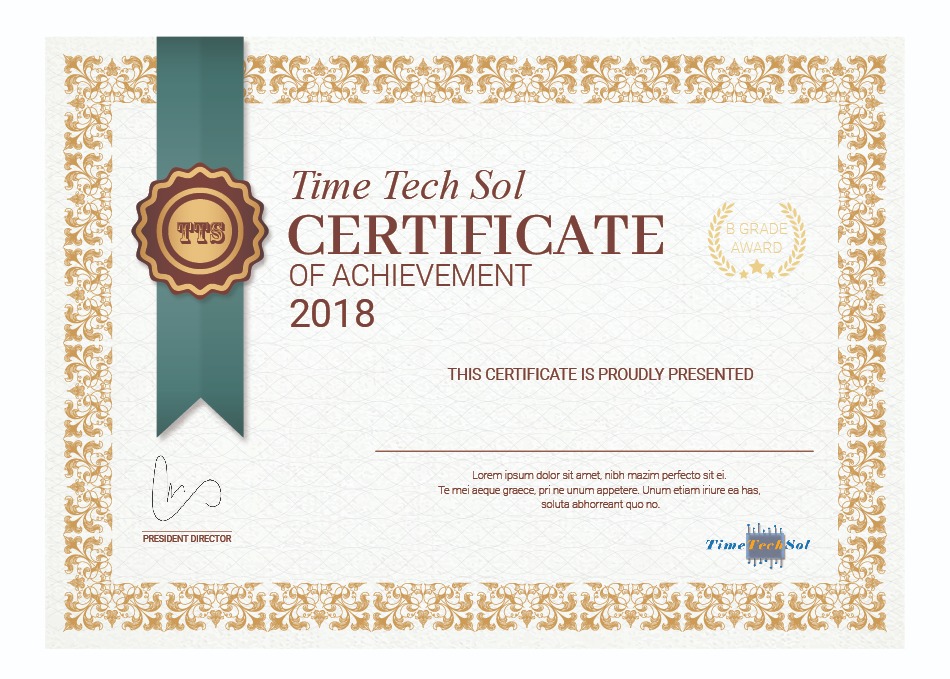 Time Tech Sol
CERTIFICATE
OF ACHIEVEMENT
2018
TTS
B GRADE
AWARD
THIS CERTIFICATE IS PROUDLY PRESENTED
Lorem ipsum dolor sit amet, nibh mazim perfecto sit ei.
Te mei aeque graece, pri ne unum appetere. Unum etiam iriure ea has,
soluta abhorreant quo no.
PRESIDENT DIRECTOR
TimeTechSol